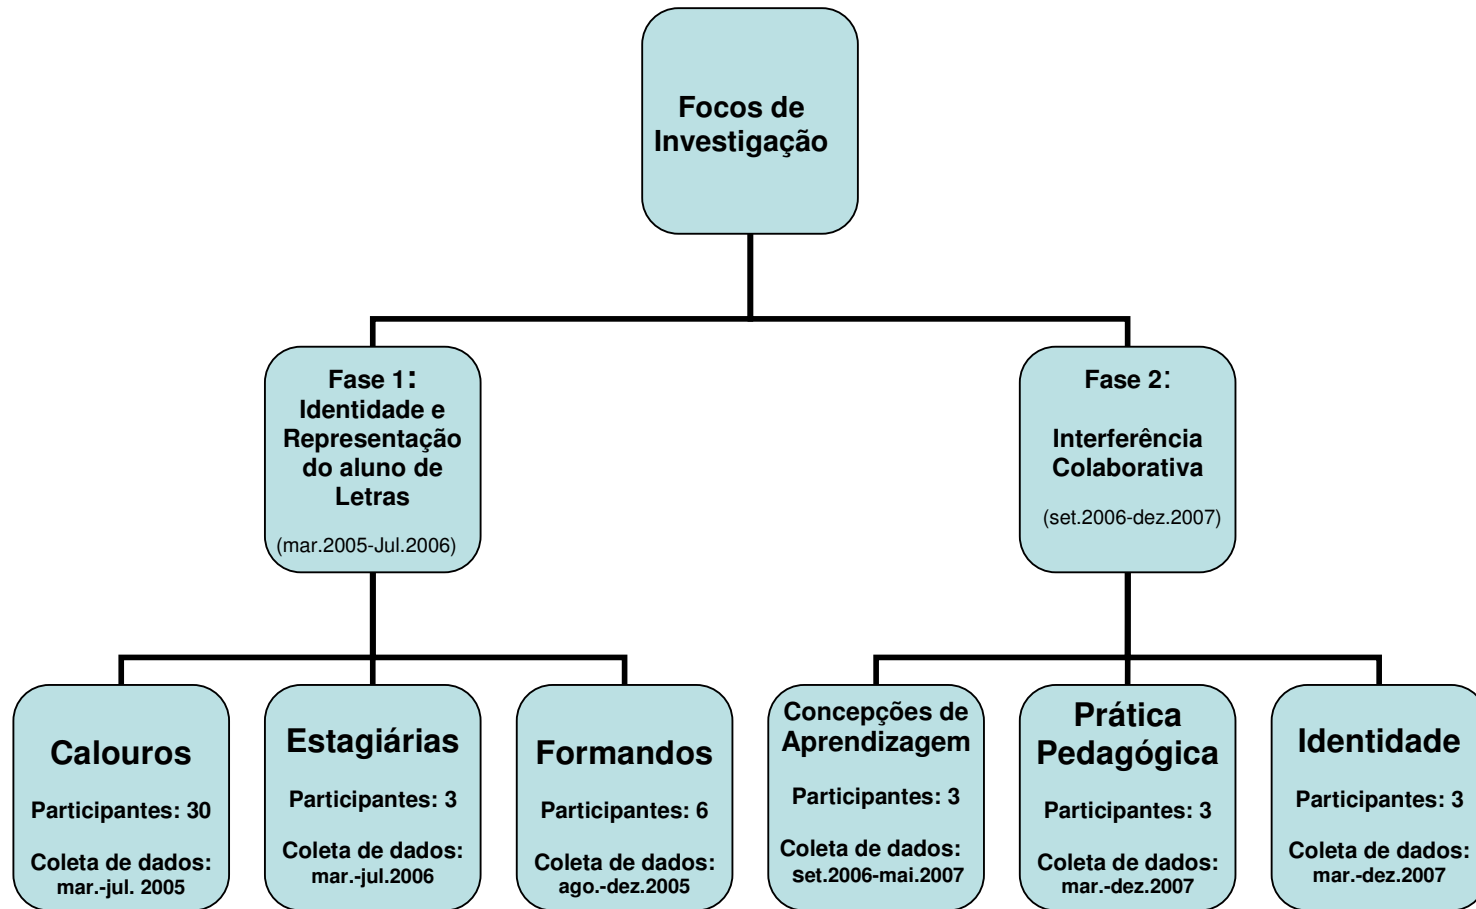 Focos de
Investigação
Fase 1:
Identidade e
Representação
do aluno de
Letras
(mar.2005-Jul.2006)
Fase 2:
Interferência
Colaborativa
(set.2006-dez.2007)
Calouros
Participantes: 30
Coleta de dados:
mar.-jul. 2005
Estagiárias
Participantes: 3
Coleta de dados:
mar.-jul.2006
Formandos
Participantes: 6
Coleta de dados:
ago.-dez.2005
Concepções de
Aprendizagem
Participantes: 3
Coleta de dados:
set.2006-mai.2007
Prática
Pedagógica
Participantes: 3
Coleta de dados:
mar.-dez.2007
Identidade
Participantes: 3
Coleta de dados:
mar.-dez.2007